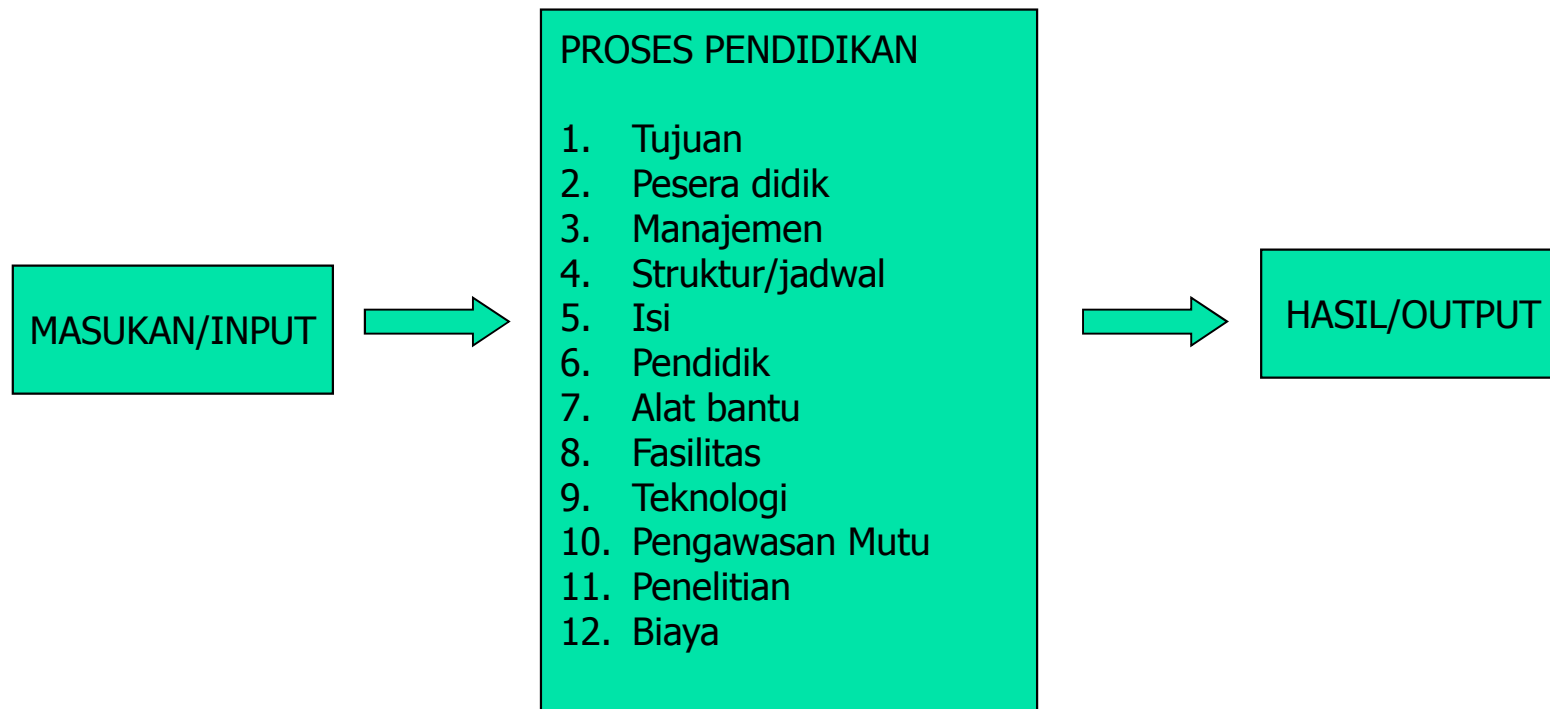 MASUKAN/INPUT
PROSES PENDIDIKAN
1. Tujuan
2. Pesera didik
3. Manajemen
4. Struktur/jadwal
5. Isi
6. Pendidik
7. Alat bantu
8. Fasilitas
9. Teknologi
10. Pengawasan Mutu
11. Penelitian
12. Biaya
HASIL/OUTPUT